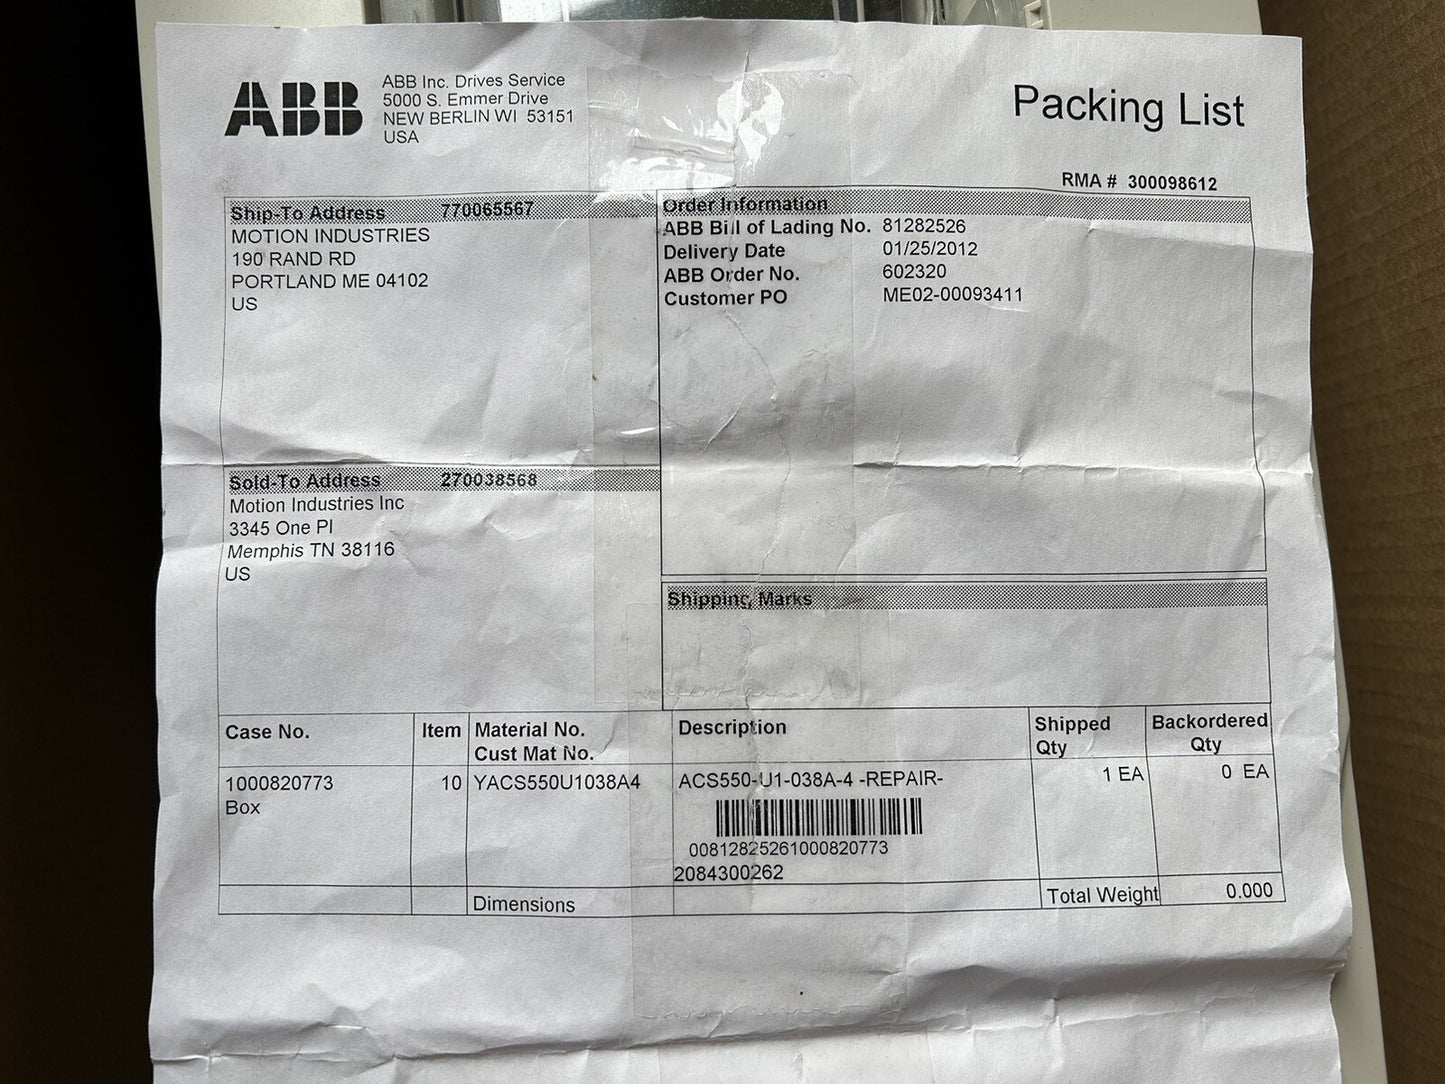 ABB
ABB Inc. Drives Service
5000 S. Emmer Drive
NEW BERLIN WI 53151
USA
Packing List
RMA # 300098612
Ship-To Address 770065567
MOTION INDUSTRIES
190 RAND RD
PORTLAND ME 04102
US
Order Information
ABB Bill of Lading No. 81282526
Delivery Date 01/25/2012
ABB Order No. 602320
Customer PO ME02-00093411
Sold-To Address 270038568
Motion Industries Inc
3345 One Pl
Memphis TN 38116
US
Shipping Marks
Case No. Item Material No. Description Shipped Backordered
Cust Mat No. Qty Qty
1000820773 10 YACS550U1038A4 ACS550-U1-038A-4 -REPAIR- 1 EA 0 EA
Box
00812825261000820773
2084300262
Dimensions Total Weight 0.000